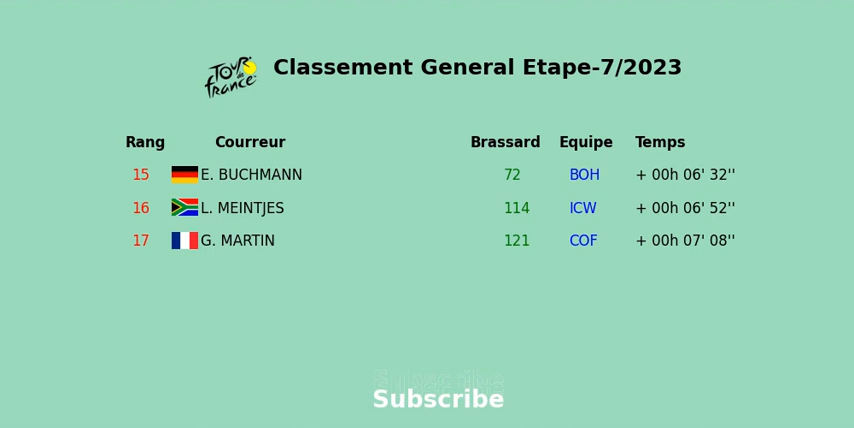 TOUR de france
Classement General Etape-7/2023
Rang Courreur Brassard Equipe Temps
15 E. BUCHMANN 72 BOH + 00h 06' 32''
16 L. MEINTJES 114 ICW + 00h 06' 52''
17 G. MARTIN 121 COF + 00h 07' 08''
Subscribe